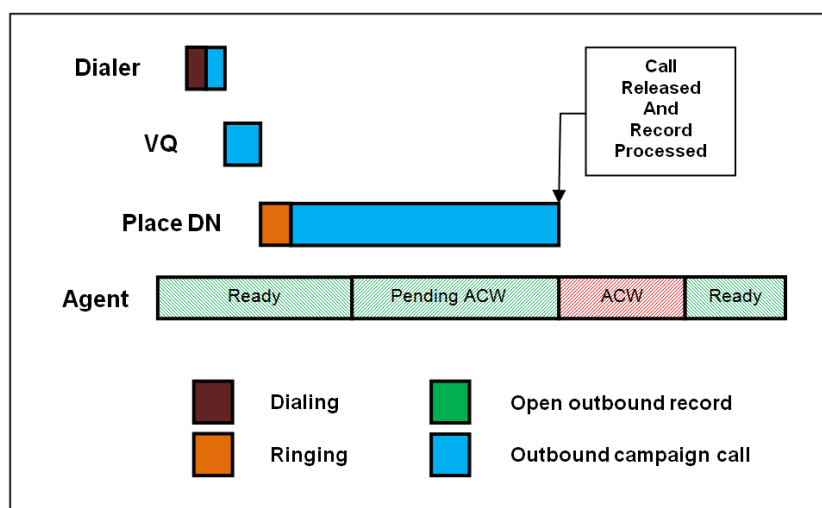 Dialer
Call
Released
And
Record
Processed
VQ
Place DN
Agent
Ready
Pending ACW
ACW
Ready
Dialing
Open outbound record
Ringing
Outbound campaign call